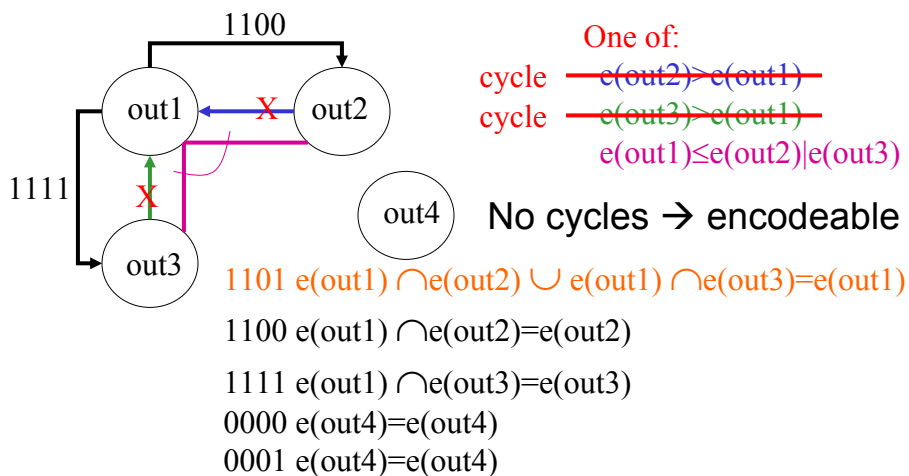 1100
One of:
cycle e(out2)>e(out1)
cycle e(out3)>e(out1)
e(out1)≤e(out2)|e(out3)
out1
X
out2
1111
X
out3
out4
No cycles → encodeable
1101 e(out1) ∩e(out2) ∪ e(out1) ∩e(out3)=e(out1)
1100 e(out1) ∩e(out2)=e(out2)
1111 e(out1) ∩e(out3)=e(out3)
0000 e(out4)=e(out4)
0001 e(out4)=e(out4)